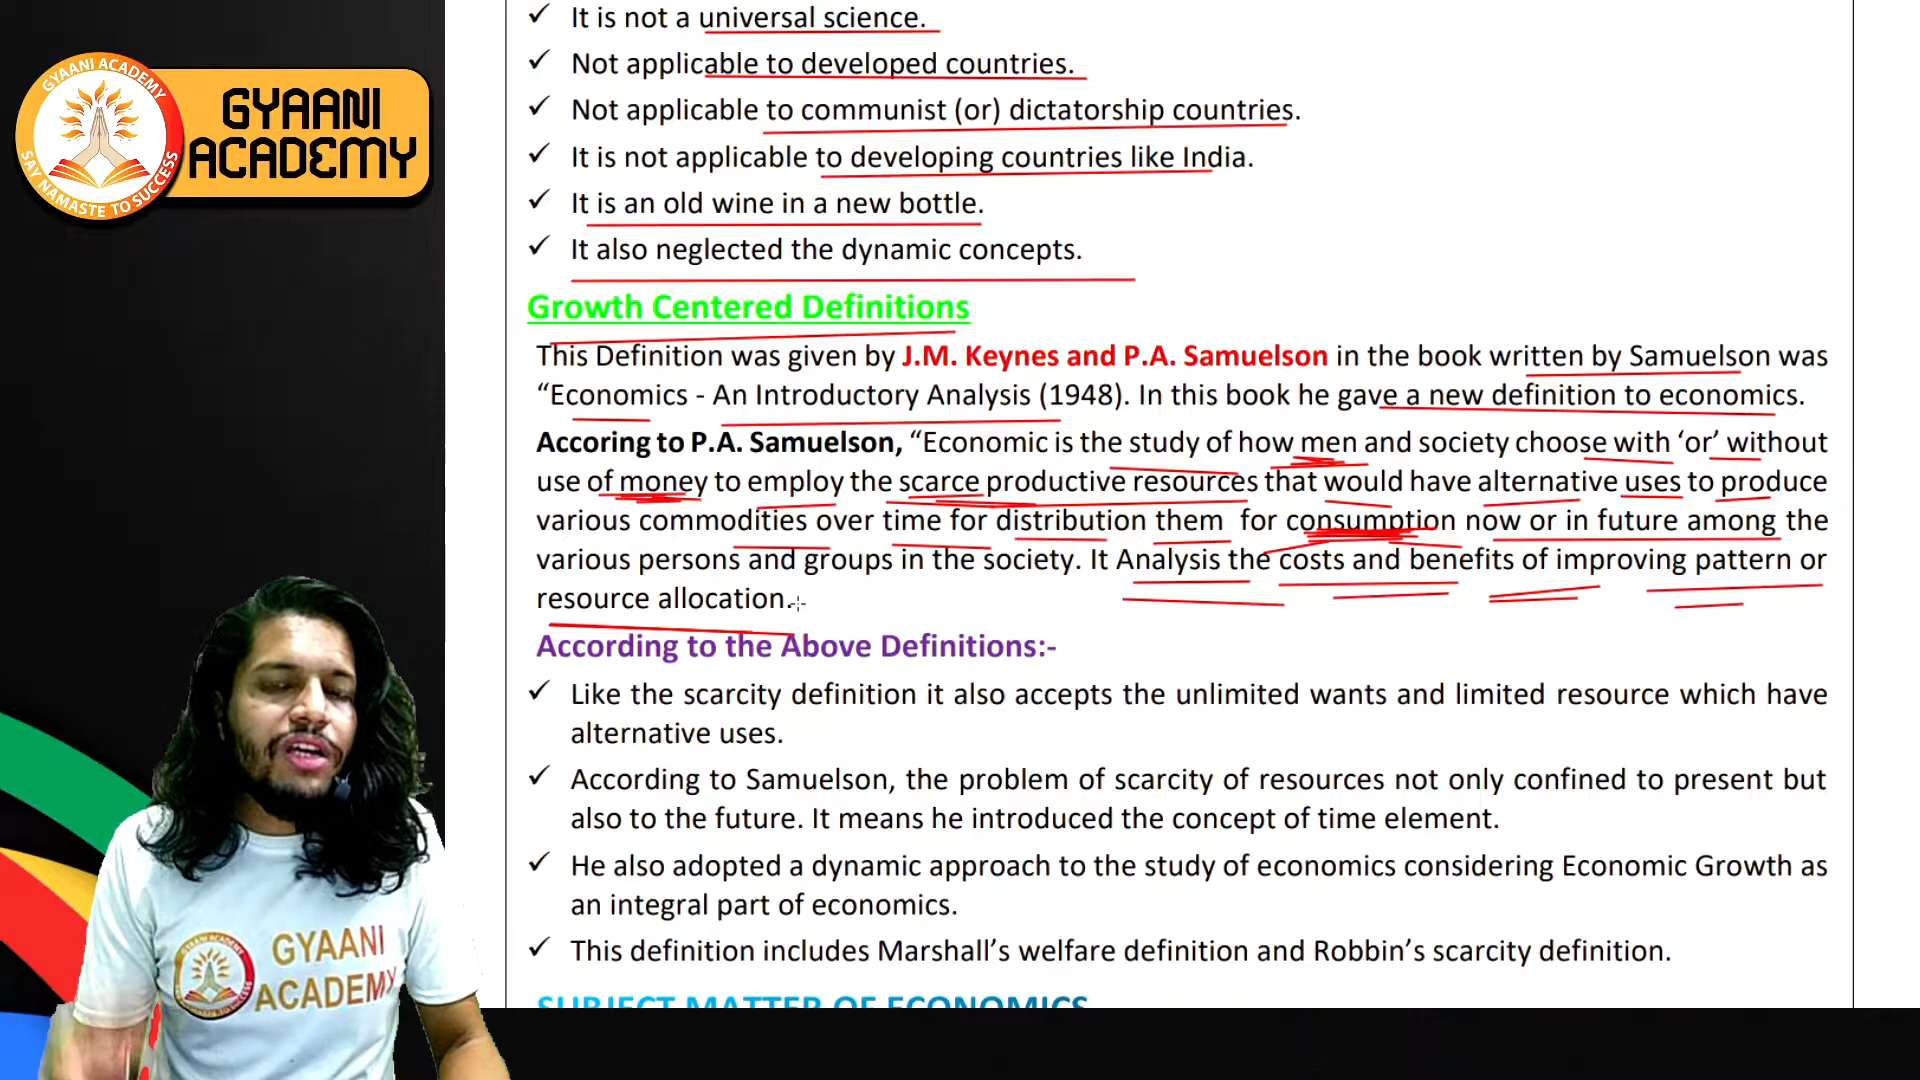 It is not a universal science.
Not applicable to developed countries.
Not applicable to communist (or) dictatorship countries.
It is not applicable to developing countries like India.
It is an old wine in a new bottle.
It also neglected the dynamic concepts.
GYAANI ACADEMY
SAY NAMASTE TO SUCCESS
GYAANI
ACADEMY
Growth Centered Definitions
This Definition was given by J.M. Keynes and P.A. Samuelson in the book written by Samuelson was
“Economics - An Introductory Analysis (1948). In this book he gave a new definition to economics.
Accoring to P.A. Samuelson, “Economic is the study of how men and society choose with ‘or’ without
use of money to employ the scarce productive resources that would have alternative uses to produce
various commodities over time for distribution them for consumption now or in future among the
various persons and groups in the society. It Analysis the costs and benefits of improving pattern or
resource allocation.
According to the Above Definitions:-
Like the scarcity definition it also accepts the unlimited wants and limited resource which have
alternative uses.
According to Samuelson, the problem of scarcity of resources not only confined to present but
also to the future. It means he introduced the concept of time element.
He also adopted a dynamic approach to the study of economics considering Economic Growth as
an integral part of economics.
This definition includes Marshall’s welfare definition and Robbin’s scarcity definition.
SUBJECT MATTER OF ECONOMICS
GYAANI
ACADEMY